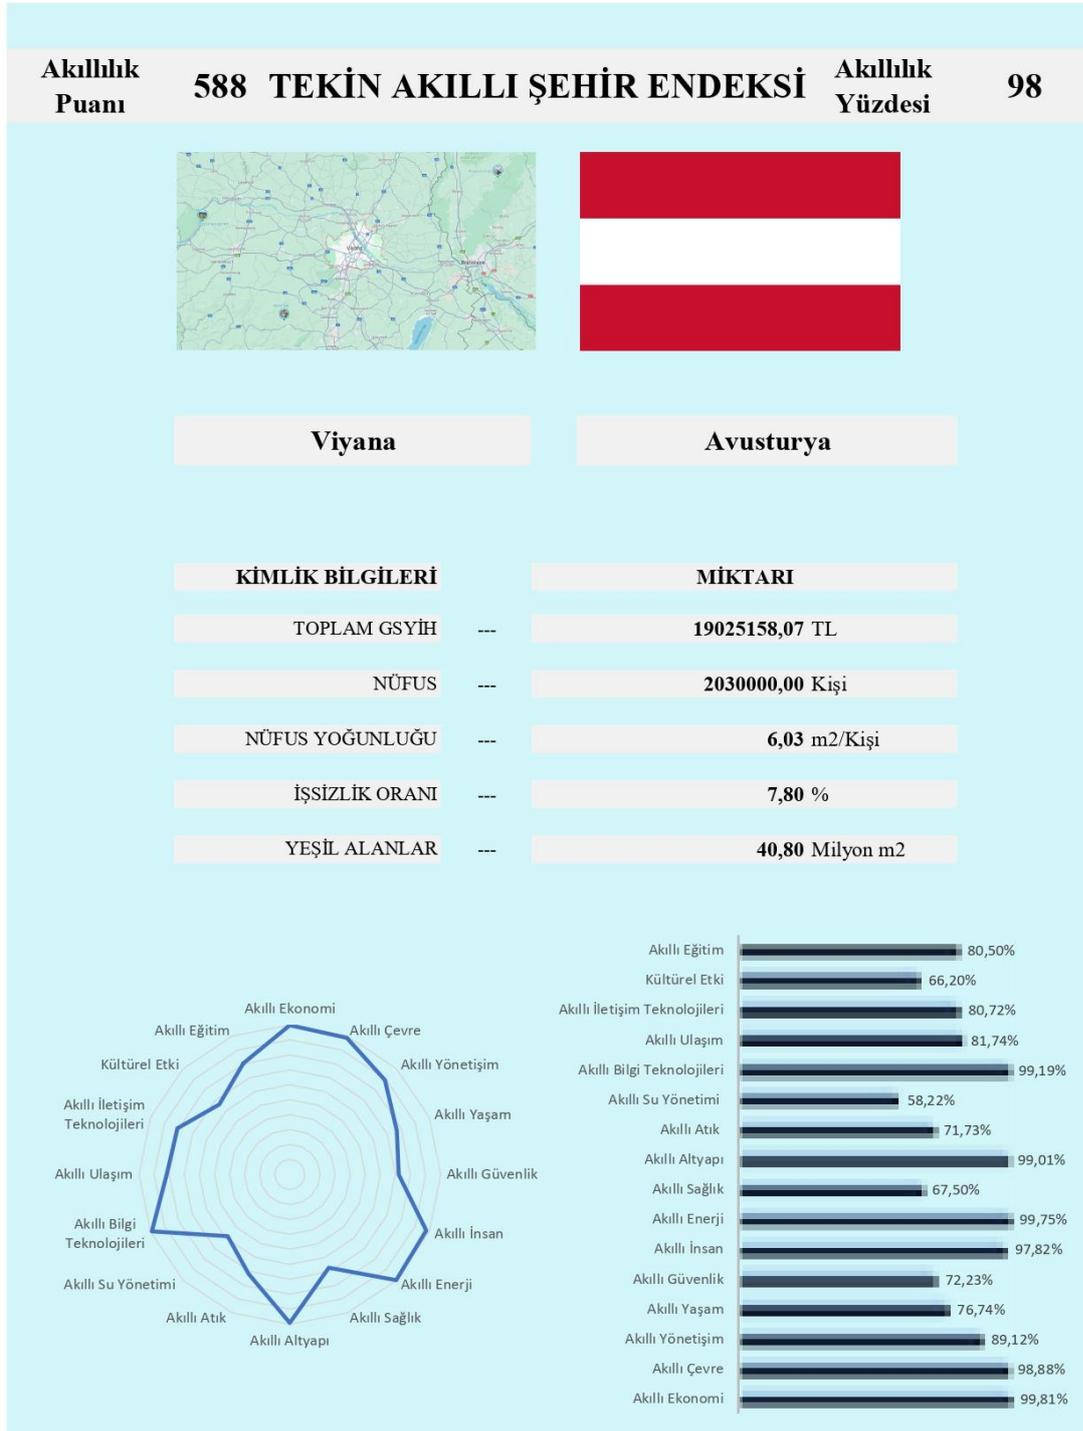 Akıllılık
Puanı
588 TEKİN AKILLI ŞEHİR ENDEKSİ
Akıllılık
Yüzdesi
98
Viyana
Viyana
Avusturya
KİMLİK BİLGİLERİ MİKTARI
TOPLAM GSYİH --- 19025158,07 TL
NÜFUS --- 2030000,00 Kişi
NÜFUS YOĞUNLUĞU --- 6,03 m2/Kişi
İŞSİZLİK ORANI --- 7,80 %
YEŞİL ALANLAR --- 40,80 Milyon m2
Akıllı Ekonomi
Akıllı Çevre
Akıllı Yönetişim
Akıllı Yaşam
Akıllı Güvenlik
Akıllı İnsan
Akıllı Enerji
Akıllı Sağlık
Akıllı Altyapı
Akıllı Atık
Akıllı Su Yönetimi
Akıllı Bilgi
Teknolojileri
Akıllı Ulaşım
Akıllı İletişim
Teknolojileri
Kültürel Etki
Akıllı Eğitim
Akıllı Eğitim 80,50%
Kültürel Etki 66,20%
Akıllı İletişim Teknolojileri 80,72%
Akıllı Ulaşım 81,74%
Akıllı Bilgi Teknolojileri 99,19%
Akıllı Su Yönetimi 58,22%
Akıllı Atık 71,73%
Akıllı Altyapı 99,01%
Akıllı Sağlık 67,50%
Akıllı Enerji 99,75%
Akıllı İnsan 97,82%
Akıllı Güvenlik 72,23%
Akıllı Yaşam 76,74%
Akıllı Yönetişim 89,12%
Akıllı Çevre 98,88%
Akıllı Ekonomi 99,81%